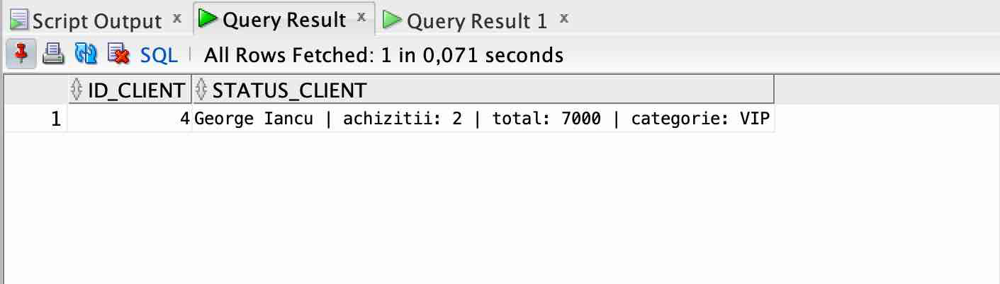 Script Output x Query Result x Query Result 1 x
SQL All Rows Fetched: 1 in 0,071 seconds
ID_CLIENT STATUS_CLIENT
1 4 George Iancu | achizitii: 2 | total: 7000 | categorie: VIP